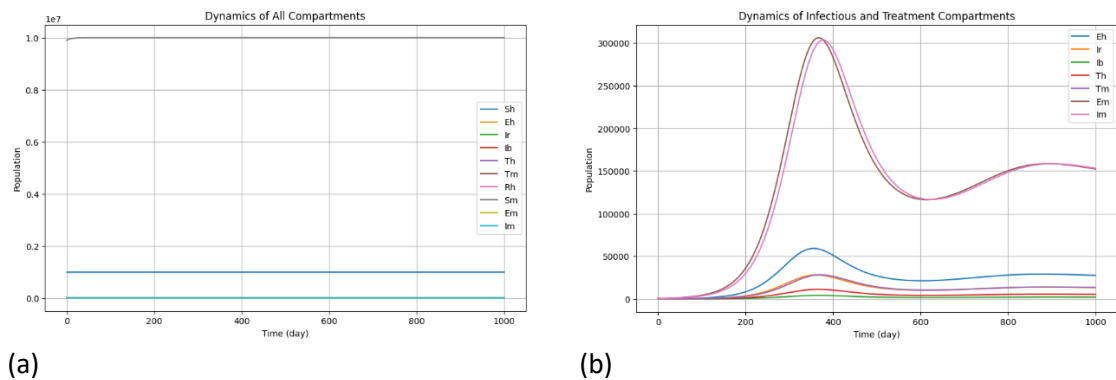 Dynamics of All Compartments
1e7
1.0
0.8
0.6
0.4
0.2
0.0
Population
0 200 400 600 800 1000
Time (day)
Sh
Eh
Ir
Ib
Th
Tm
Rh
Sm
Em
Im
(a)
Dynamics of Infectious and Treatment Compartments
300000
250000
200000
150000
100000
50000
0
Population
0 200 400 600 800 1000
Time (day)
Eh
Ir
Ib
Th
Tm
Em
Im
(b)